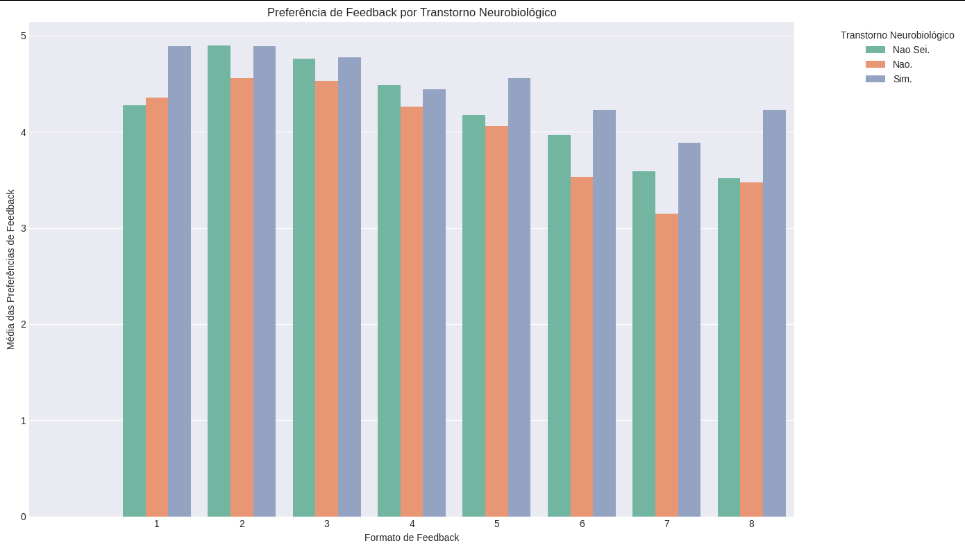 Preferência de Feedback por Transtorno Neurobiológico
Média das Preferências de Feedback
5
4
3
2
1
0
1 2 3 4 5 6 7 8
Formato de Feedback
Transtorno Neurobiológico
Nao Sei.
Nao.
Sim.